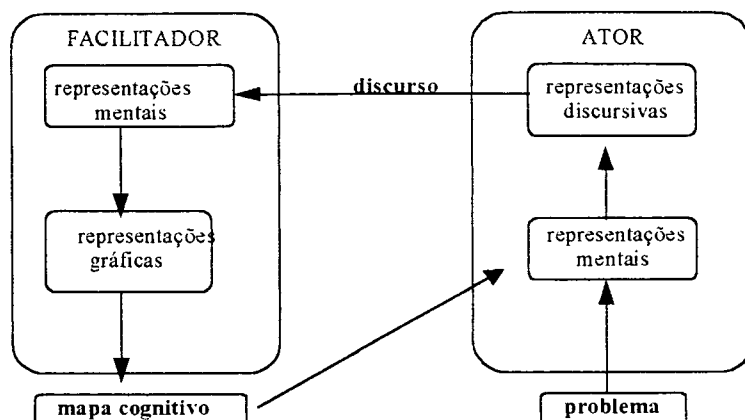 FACILITADOR
representações
mentais
representações
gráficas
mapa cognitivo
discurso
ATOR
representações
discursivas
representações
mentais
problema